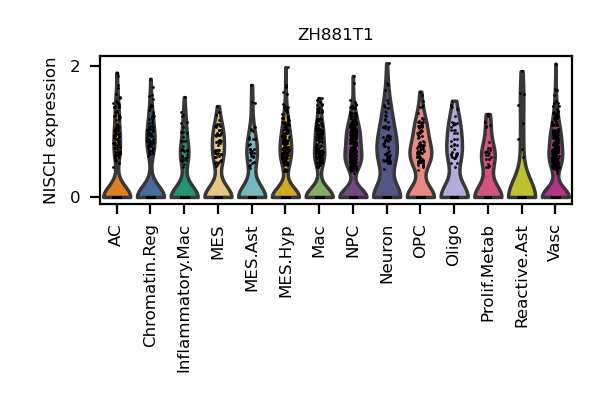 ZH881T1
NISCH expression
2
0
AC
Chromatin.Reg
Inflammatory.Mac
MES
MES.Ast
MES.Hyp
Mac
NPC
Neuron
OPC
Oligo
Prolif.Metab
Reactive.Ast
Vasc